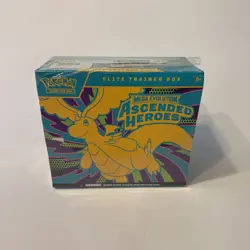 Pokémon
ELITE TRAINER BOX
MEGA EVOLUTION
ASCENDED
HEROES